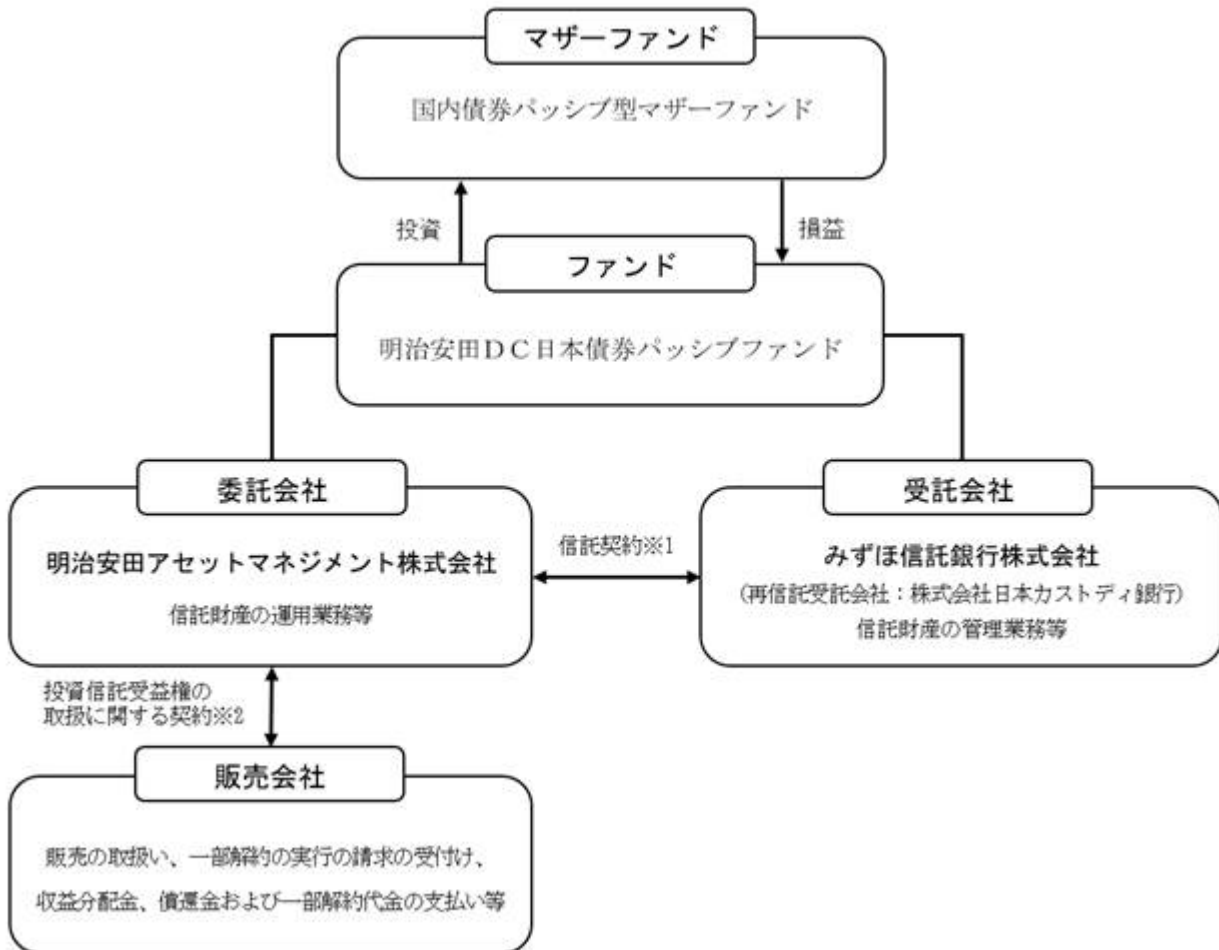 マザーファンド
国内債券パッシブ型マザーファンド
投資
損益
ファンド
明治安田DC日本債券パッシブファンド
委託会社
明治安田アセットマネジメント株式会社
信託財産の運用業務等
信託契約※1
受託会社
みずほ信託銀行株式会社
(再信託受託会社:株式会社日本カストディ銀行)
信託財産の管理業務等
投資信託受益権の
取扱に関する契約※2
販売会社
販売の取扱い、一部解約の実行の請求の受付け、
収益分配金、償還金および一部解約代金の支払い等